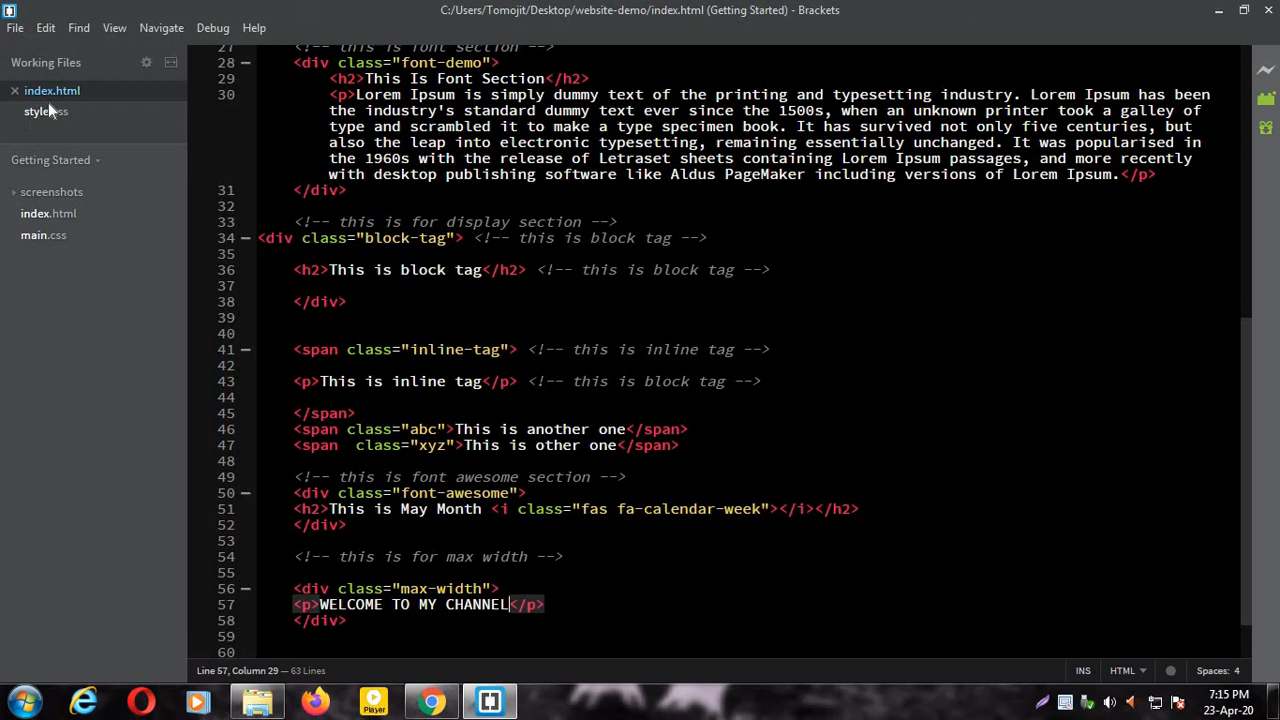 C:/Users/Tomojit/Desktop/website-demo/index.html (Getting Started) - Brackets
File Edit Find View Navigate Debug Help
Working Files
index.html
Getting Started
screenshots
index.html
main.css
27 <!-- this is font section -->
28 <div class="font-demo">
29 <h2>This Is Font Section</h2>
30 <p>Lorem Ipsum is simply dummy text of the printing and typesetting industry. Lorem Ipsum has been
the industry's standard dummy text ever since the 1500s, when an unknown printer took a galley of
type and scrambled it to make a type specimen book. It has survived not only five centuries, but
also the leap into electronic typesetting, remaining essentially unchanged. It was popularised in
the 1960s with the release of Letraset sheets containing Lorem Ipsum passages, and more recently
with desktop publishing software like Aldus PageMaker including versions of Lorem Ipsum.</p>
31 </div>
32
33 <!-- this is for display section -->
34 <div class="block-tag"> <!-- this is block tag -->
35
36 <h2>This is block tag</h2> <!-- this is block tag -->
37
38 </div>
39
40
41 <span class="inline-tag"> <!-- this is inline tag -->
42
43 <p>This is inline tag</p> <!-- this is block tag -->
44
45 </span>
46 <span class="abc">This is another one</span>
47 <span  class="xyz">This is other one</span>
48
49 <!-- this is font awesome section -->
50 <div class="font-awesome">
51 <h2>This is May Month <i class="fas fa-calendar-week"></i></h2>
52 </div>
53
54 <!-- this is for max width -->
55
56 <div class="max-width">
57 <p>WELCOME TO MY CHANNEL</p>
58 </div>
59
60
Line 57, Column 29 — 63 Lines
INS HTML Spaces: 4
Player
7:15 PM
23-Apr-20